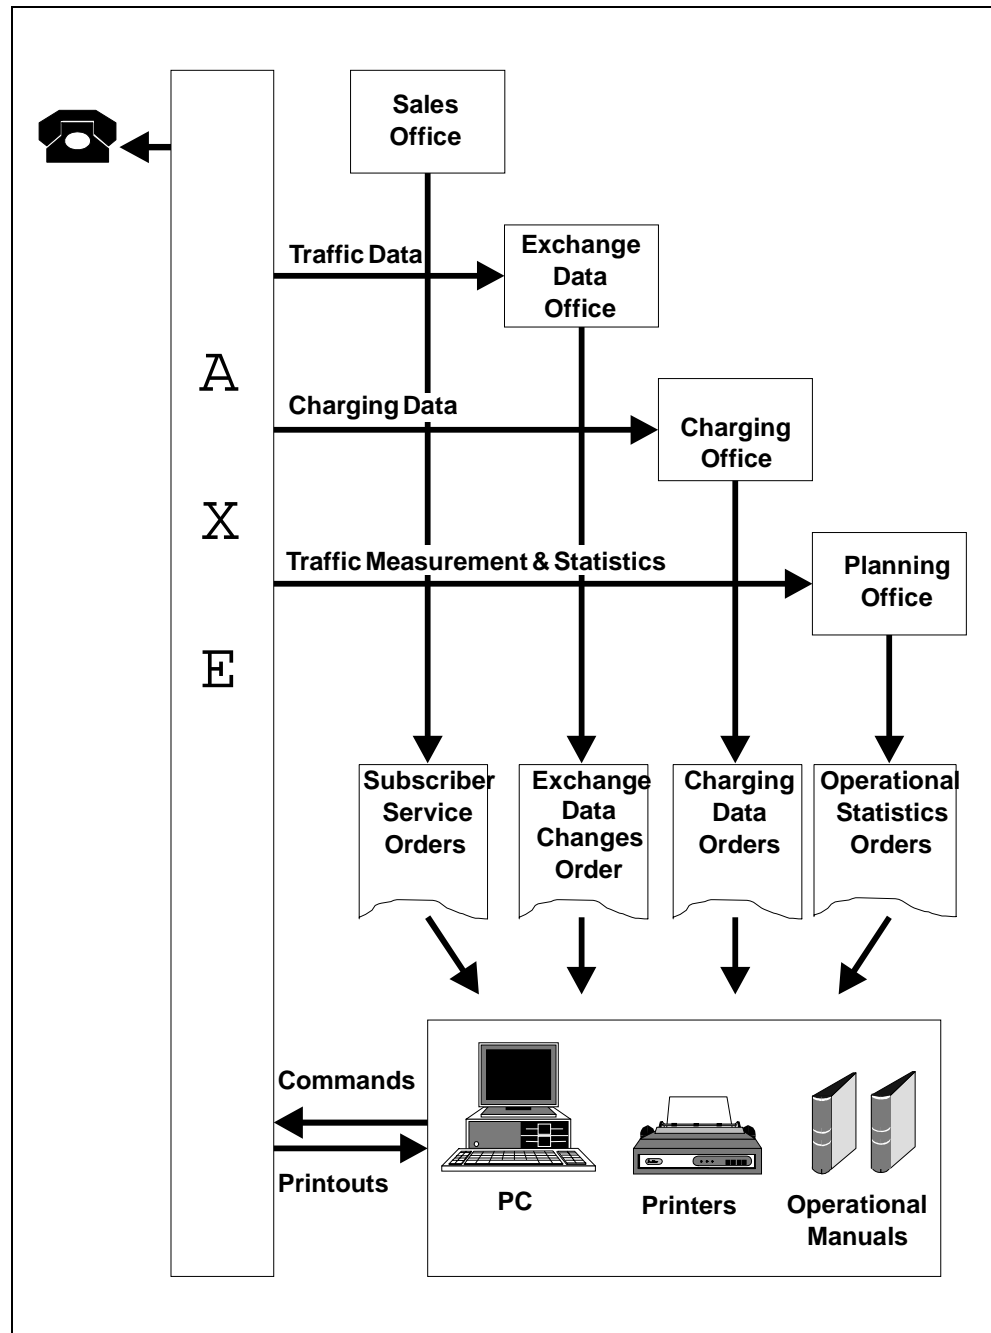 Sales
Office
Traffic Data
Exchange
Data
Office
A
Charging Data
Charging
Office
X
Traffic Measurement & Statistics
Planning
Office
E
Subscriber
Service
Orders
Exchange
Data
Changes
Order
Charging
Data
Orders
Operational
Statistics
Orders
Commands
Printouts
PC
Printers
Operational
Manuals